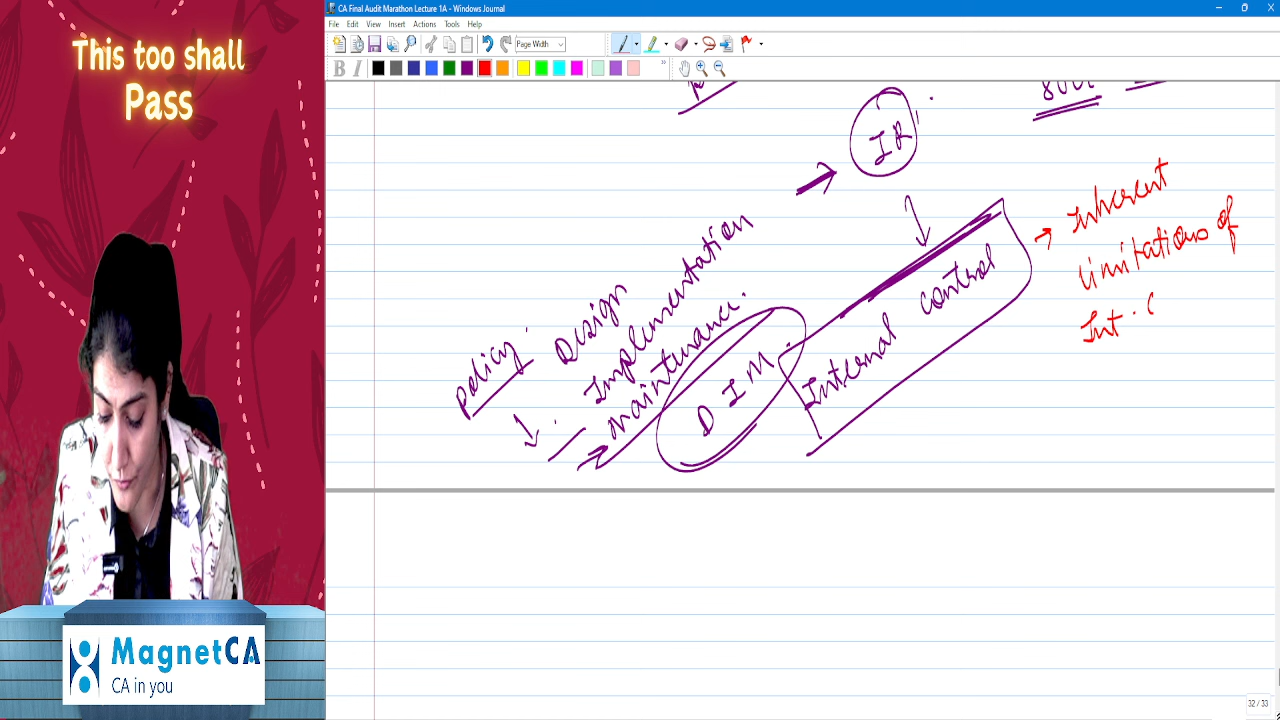 CA Final Audit Marathon Lecture 1A - Windows Journal
File Edit View Insert Actions Tools Help
Page Width
B I
This too shall
Pass
IR
Inherent
limitations of
Int. C
policy
Design
Implementation
Maintenance.
D I M.
Internal control
MagnetCA
CA in you
32 / 33